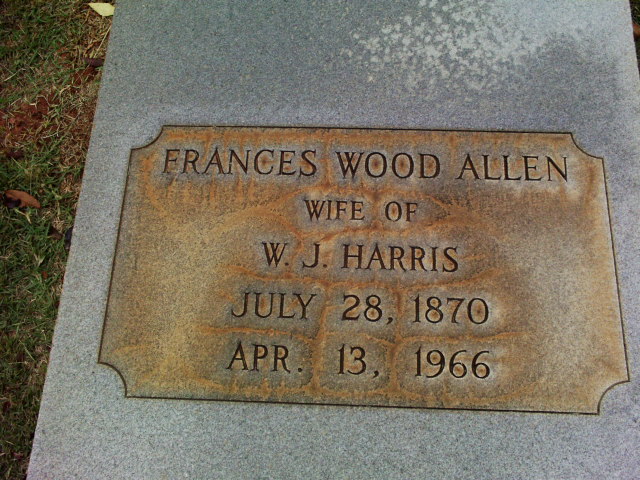 FRANCES WOOD ALLEN
WIFE OF
W. J. HARRIS
JULY 28, 1870
APR. 13, 1966